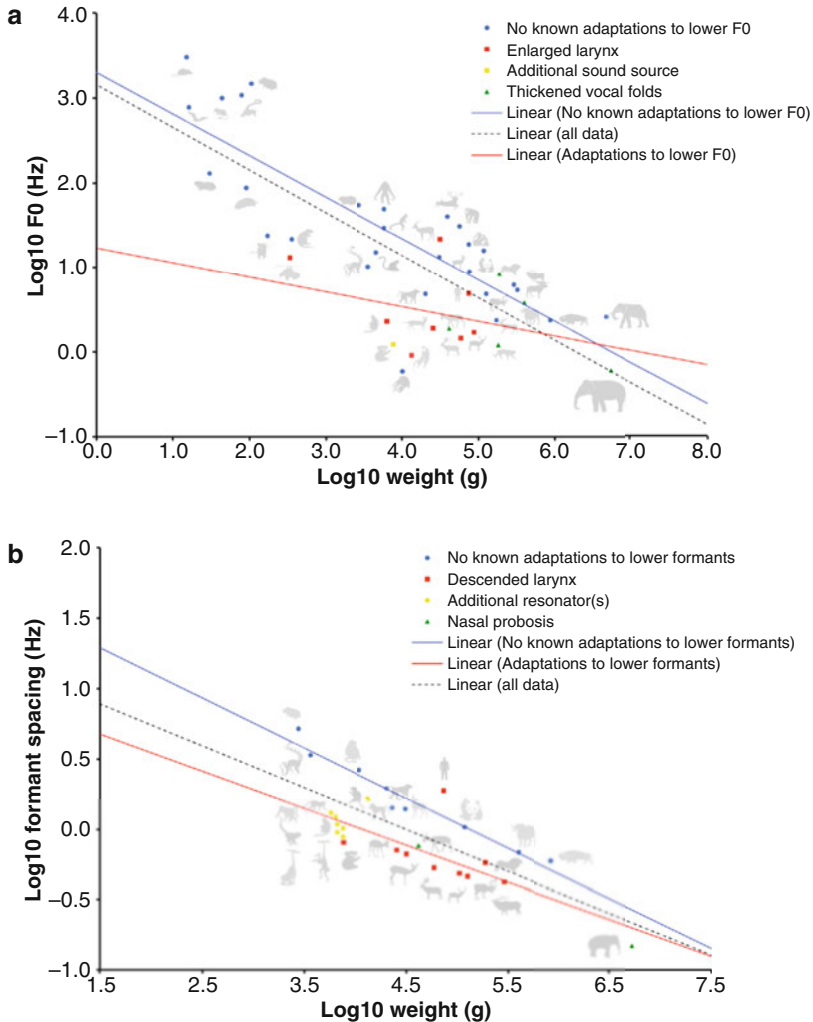 a
4.0
3.0
2.0
1.0
0.0
−1.0
Log10 F0 (Hz)
No known adaptations to lower F0
Enlarged larynx
Additional sound source
Thickened vocal folds
Linear (No known adaptations to lower F0)
Linear (all data)
Linear (Adaptations to lower F0)
0.0 1.0 2.0 3.0 4.0 5.0 6.0 7.0 8.0
Log10 weight (g)
b
2.0
1.5
1.0
0.5
0.0
−0.5
−1.0
Log10 formant spacing (Hz)
No known adaptations to lower formants
Descended larynx
Additional resonator(s)
Nasal probosis
Linear (No known adaptations to lower formants)
Linear (Adaptations to lower formants)
Linear (all data)
1.5 2.5 3.5 4.5 5.5 6.5 7.5
Log10 weight (g)